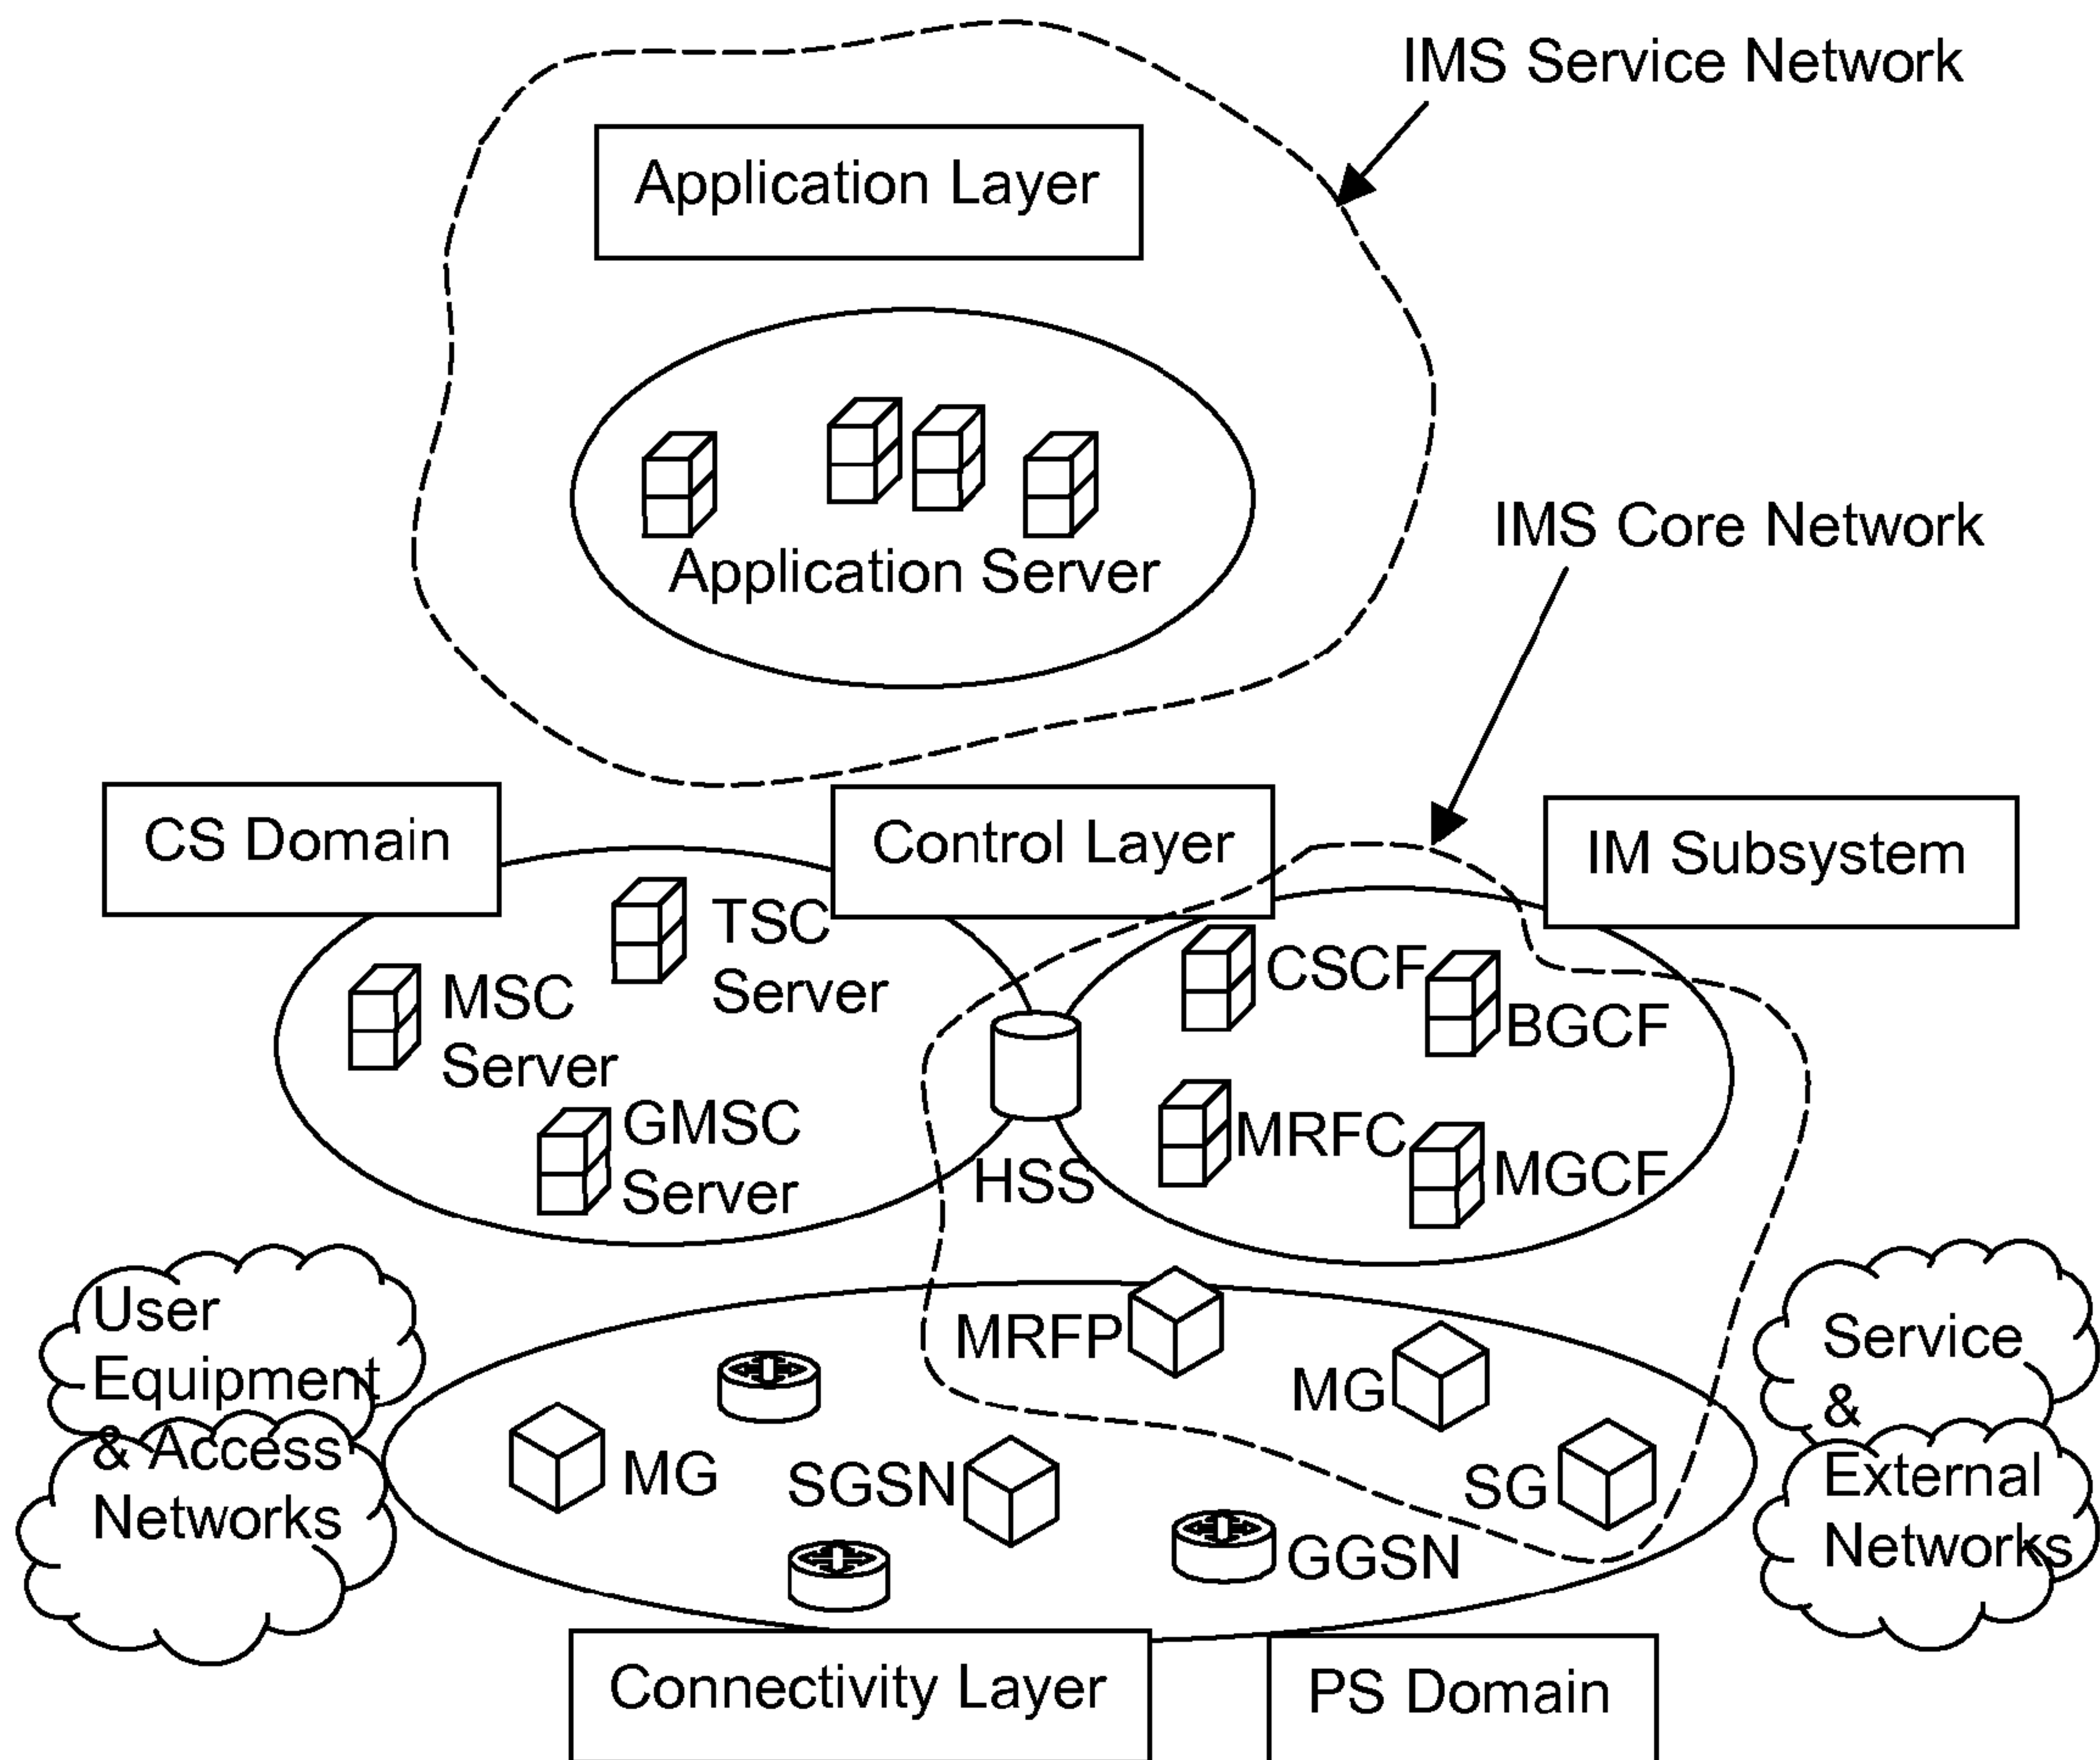 IMS Service Network
Application Layer
Application Server
IMS Core Network
CS Domain
Control Layer
IM Subsystem
TSC
Server
MSC
Server
GMSC
Server
HSS
CSCF
BGCF
MRFC
MGCF
User
Equipment
& Access
Networks
MRFP
MG
SG
MG
SGSN
GGSN
Service
&
External
Networks
Connectivity Layer
PS Domain